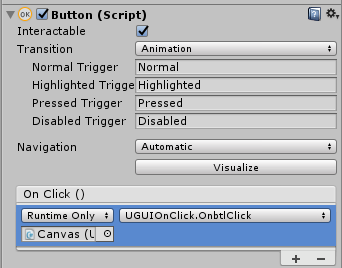 OK Button (Script)
Interactable
Transition Animation
Normal Trigger Normal
Highlighted Trigge Highlighted
Pressed Trigger Pressed
Disabled Trigger Disabled
Navigation Automatic
Visualize
On Click ()
Runtime Only UGUIOnClick.OnbtlClick
Canvas (U
+ −